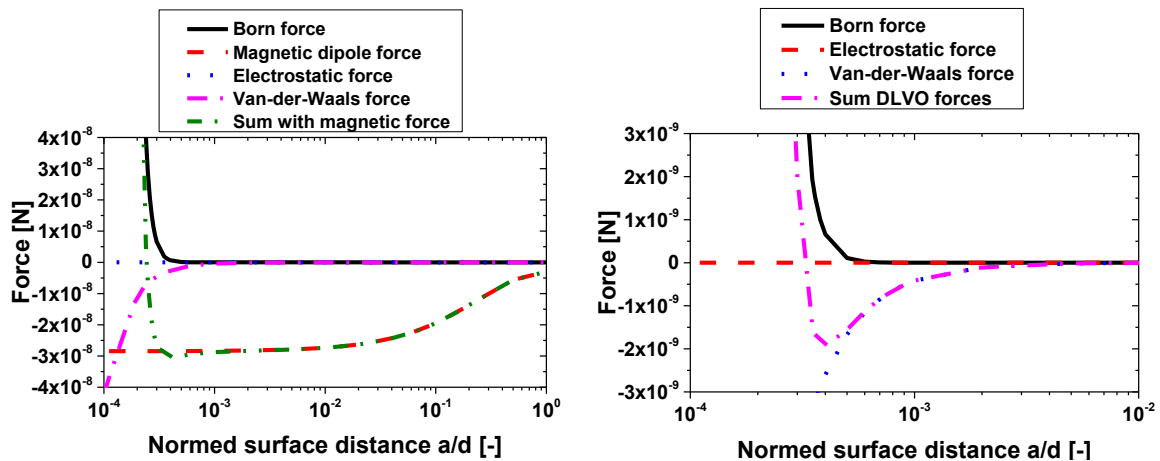 Born force
Magnetic dipole force
Electrostatic force
Van-der-Waals force
Sum with magnetic force
4x10⁻⁸
3x10⁻⁸
2x10⁻⁸
1x10⁻⁸
0
-1x10⁻⁸
-2x10⁻⁸
-3x10⁻⁸
-4x10⁻⁸
Force [N]
10⁻⁴
10⁻³
10⁻²
10⁻¹
10⁰
Normed surface distance a/d [-]
Born force
Electrostatic force
Van-der-Waals force
Sum DLVO forces
3x10⁻⁹
2x10⁻⁹
1x10⁻⁹
0
-1x10⁻⁹
-2x10⁻⁹
-3x10⁻⁹
Force [N]
10⁻⁴
10⁻³
10⁻²
Normed surface distance a/d [-]